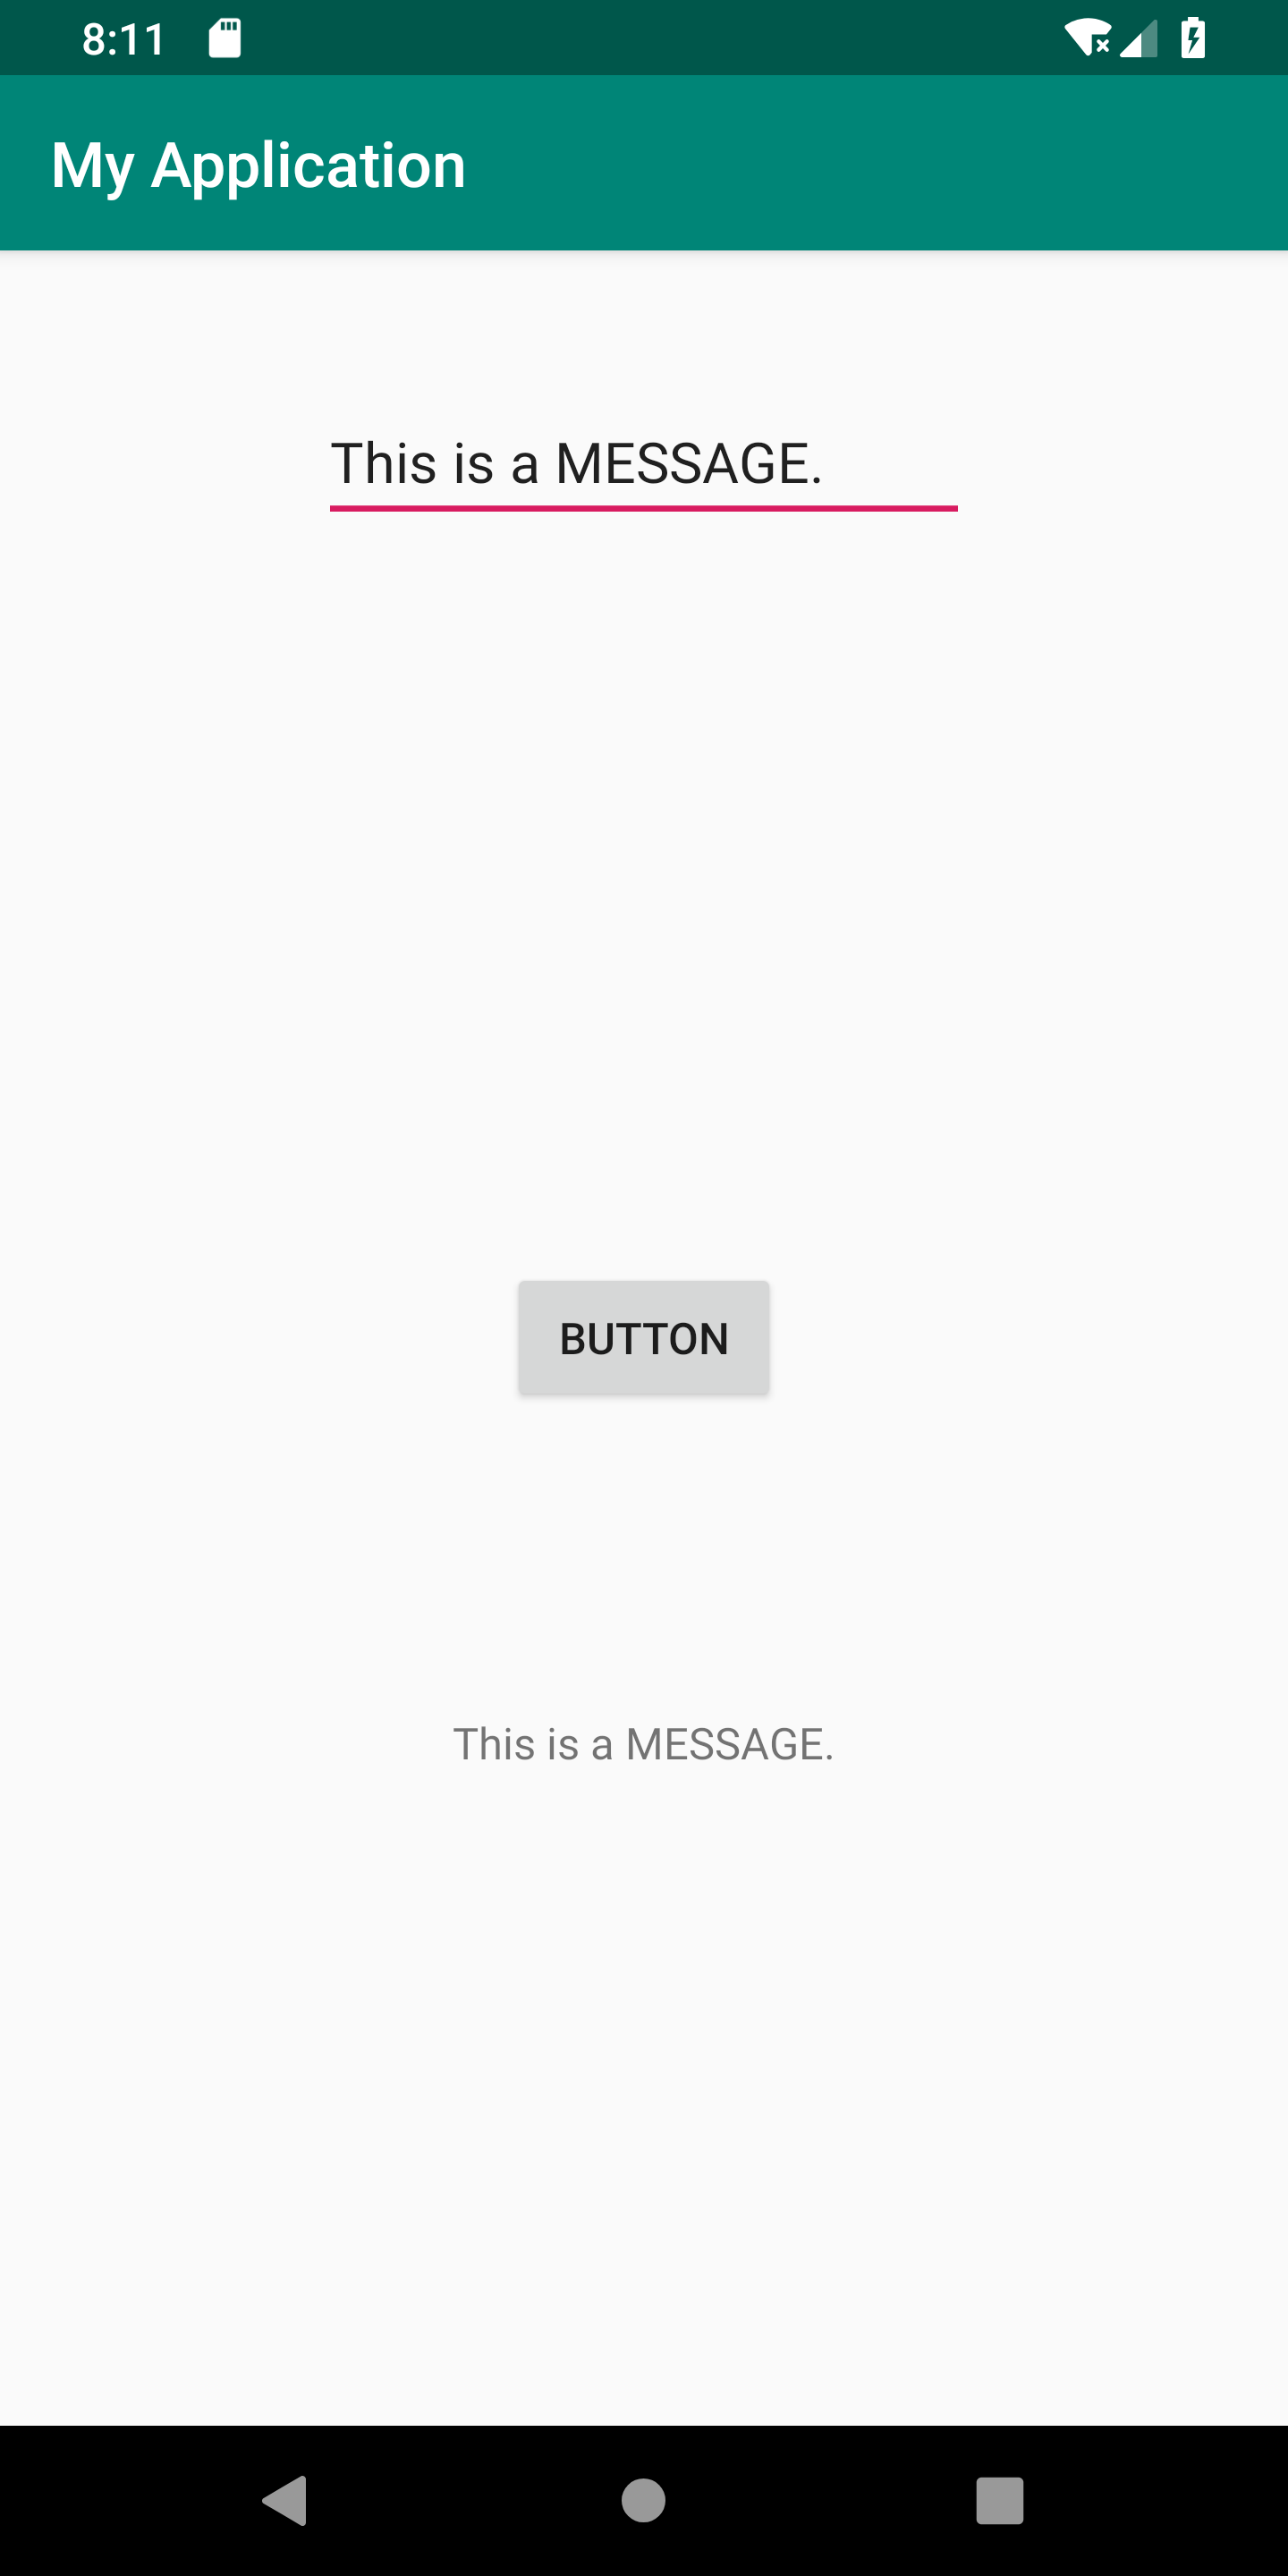 8:11
My Application
This is a MESSAGE.
BUTTON
This is a MESSAGE.